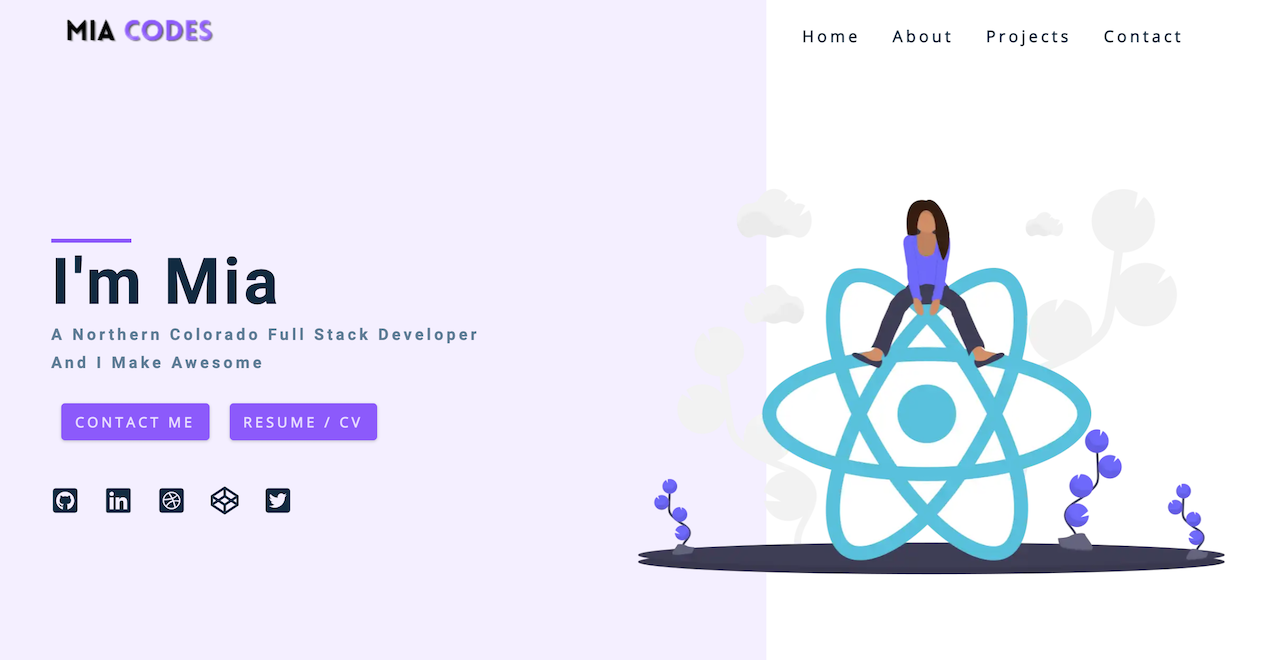 MIA CODES
Home About Projects Contact
I'm Mia
A Northern Colorado Full Stack Developer
And I Make Awesome
CONTACT ME RESUME / CV
in